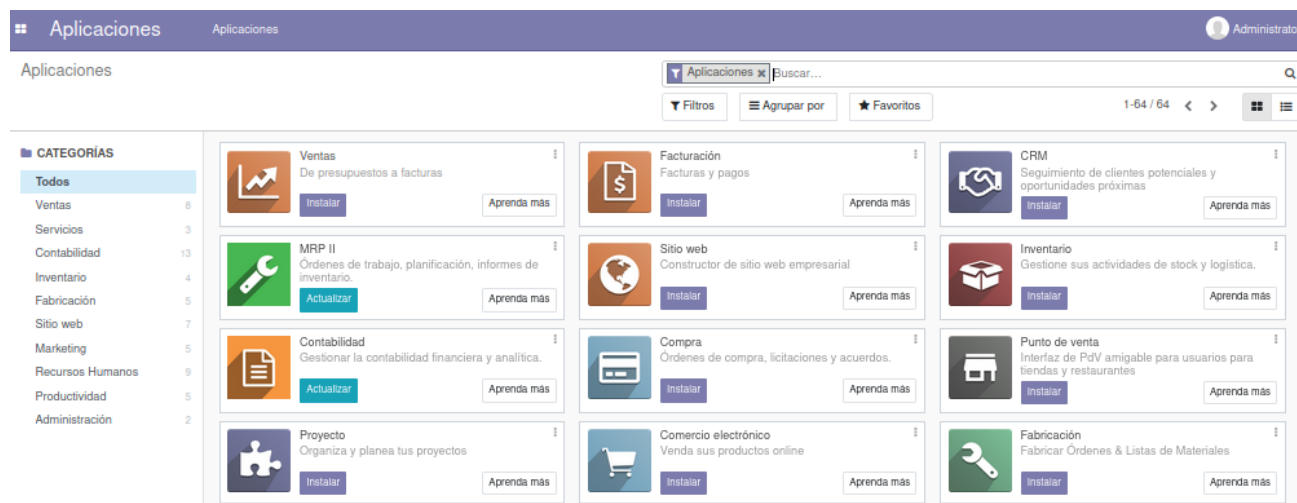 Aplicaciones Aplicaciones Administrato
Aplicaciones
Aplicaciones × Buscar...
Filtros Agrupar por Favoritos 1-64 / 64
CATEGORÍAS
Todos
Ventas 8
Servicios 3
Contabilidad 13
Inventario 4
Fabricación 5
Sitio web 7
Marketing 5
Recursos Humanos 9
Productividad 5
Administración 2
Ventas
De presupuestos a facturas
Instalar Aprenda más
Facturación
Facturas y pagos
Instalar Aprenda más
CRM
Seguimiento de clientes potenciales y
oportunidades próximas
Instalar Aprenda más
MRP II
Órdenes de trabajo, planificación, informes de
inventario.
Actualizar Aprenda más
Sitio web
Constructor de sitio web empresarial
Instalar Aprenda más
Inventario
Gestione sus actividades de stock y logística.
Instalar Aprenda más
Contabilidad
Gestionar la contabilidad financiera y analítica.
Actualizar Aprenda más
Compra
Órdenes de compra, licitaciones y acuerdos.
Instalar Aprenda más
Punto de venta
Interfaz de PdV amigable para usuarios para
tiendas y restaurantes
Instalar Aprenda más
Proyecto
Organiza y planea tus proyectos
Instalar Aprenda más
Comercio electrónico
Venda sus productos online
Instalar Aprenda más
Fabricación
Fabricar Órdenes & Listas de Materiales
Instalar Aprenda más